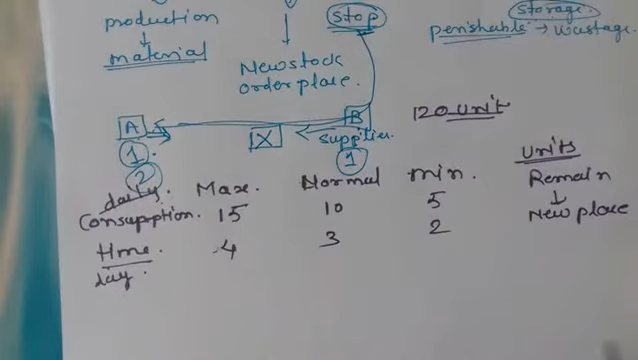 production
material
Newstock
order place.
stop
storage.
perishable → wastage.
A
X
B
supplier.
120 unit
1.
2
1
daily.
Consupption.
Max.
Normal
min.
units
15
10
5
Remain
New place
time.
day.
4
3
2